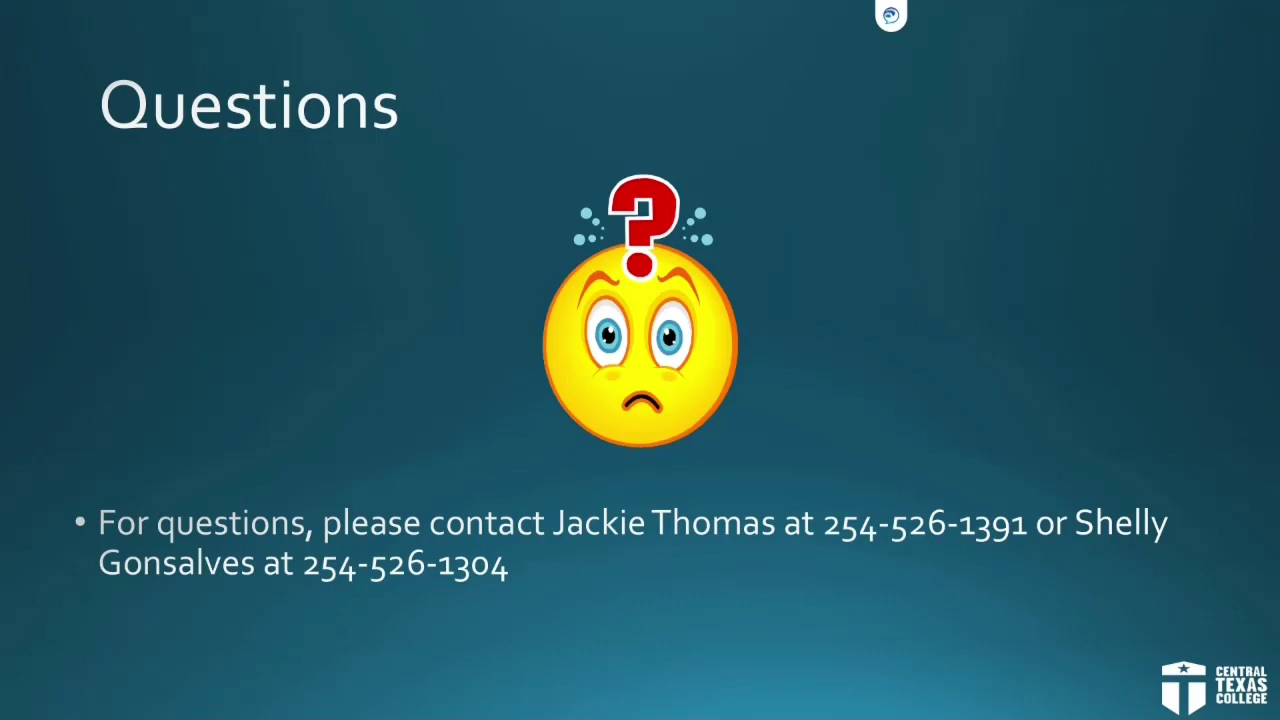 Questions
?
• For questions, please contact Jackie Thomas at 254-526-1391 or Shelly
Gonsalves at 254-526-1304
CENTRAL
TEXAS
COLLEGE